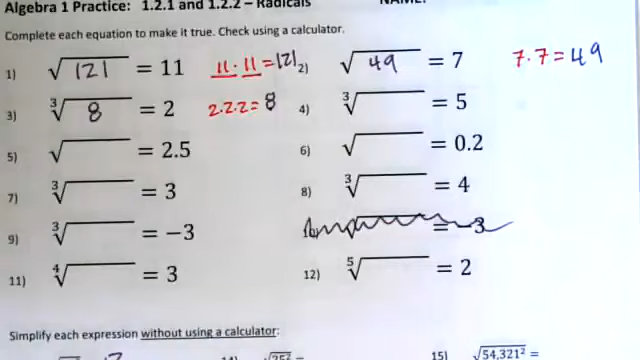 Algebra 1 Practice: 1.2.1 and 1.2.2 – Radicals
Complete each equation to make it true. Check using a calculator.
1) √121 = 11 11·11=121 2) √49 = 7 7·7=49
3) ∛8 = 2 2·2·2=8 4) ∛ = 5
5) √ = 2.5 6) √ = 0.2
7) ∛ = 3 8) ∛ = 4
9) ∛ = −3 = −3
11) ∜ = 3 12) ⁵√ = 2
Simplify each expression without using a calculator:
15) √54,321² =